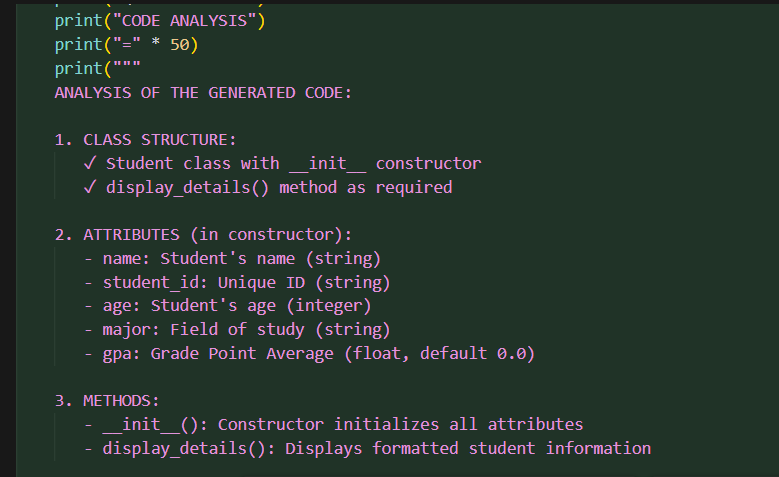 print("CODE ANALYSIS")
print("=" * 50)
print("""
ANALYSIS OF THE GENERATED CODE:
1. CLASS STRUCTURE:
✓ Student class with __init__ constructor
✓ display_details() method as required
2. ATTRIBUTES (in constructor):
- name: Student's name (string)
- student_id: Unique ID (string)
- age: Student's age (integer)
- major: Field of study (string)
- gpa: Grade Point Average (float, default 0.0)
3. METHODS:
- __init__(): Constructor initializes all attributes
- display_details(): Displays formatted student information